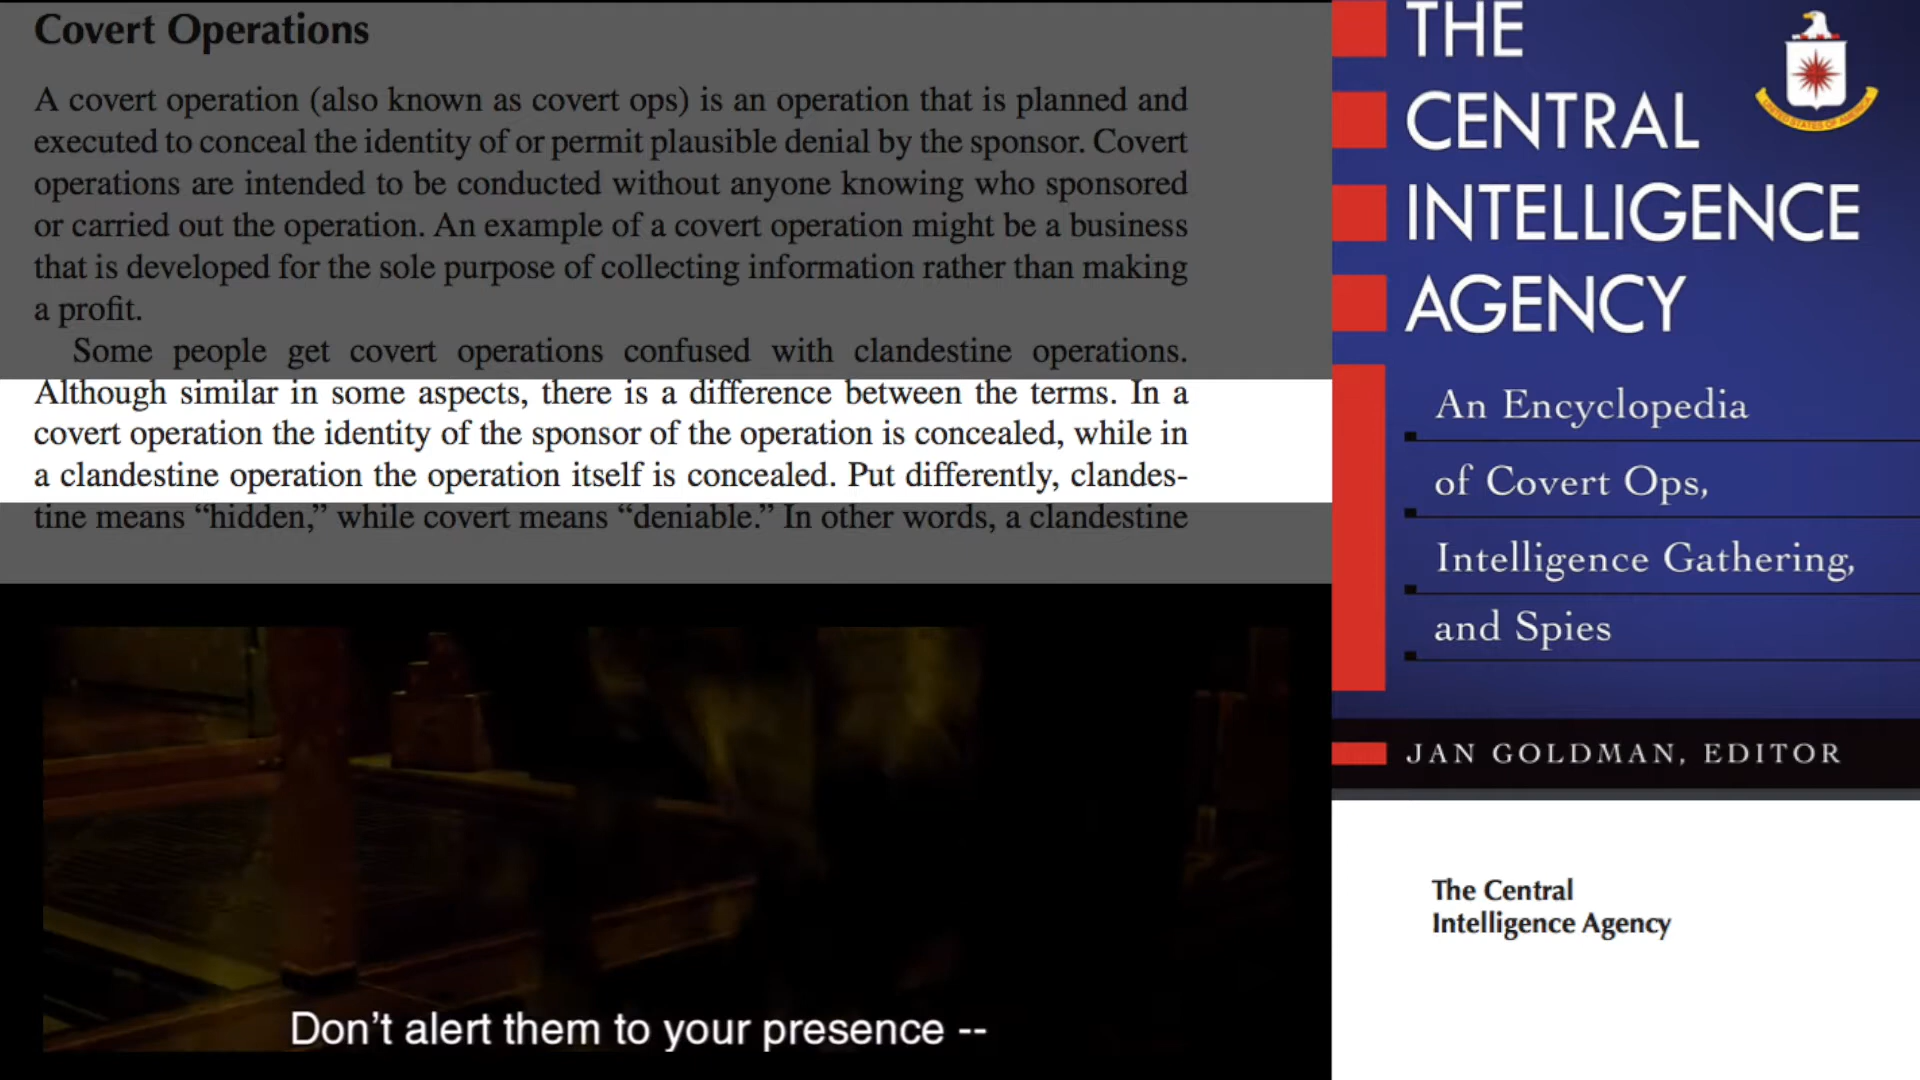 Covert Operations
A covert operation (also known as covert ops) is an operation that is planned and
executed to conceal the identity of or permit plausible denial by the sponsor. Covert
operations are intended to be conducted without anyone knowing who sponsored
or carried out the operation. An example of a covert operation might be a business
that is developed for the sole purpose of collecting information rather than making
a profit.
Some people get covert operations confused with clandestine operations.
Although similar in some aspects, there is a difference between the terms. In a
covert operation the identity of the sponsor of the operation is concealed, while in
a clandestine operation the operation itself is concealed. Put differently, clandes-
tine means “hidden,” while covert means “deniable.” In other words, a clandestine
Don’t alert them to your presence --
THE
CENTRAL
INTELLIGENCE
AGENCY
UNITED STATES OF AMERICA
An Encyclopedia
of Covert Ops,
Intelligence Gathering,
and Spies
JAN GOLDMAN, EDITOR
The Central
Intelligence Agency